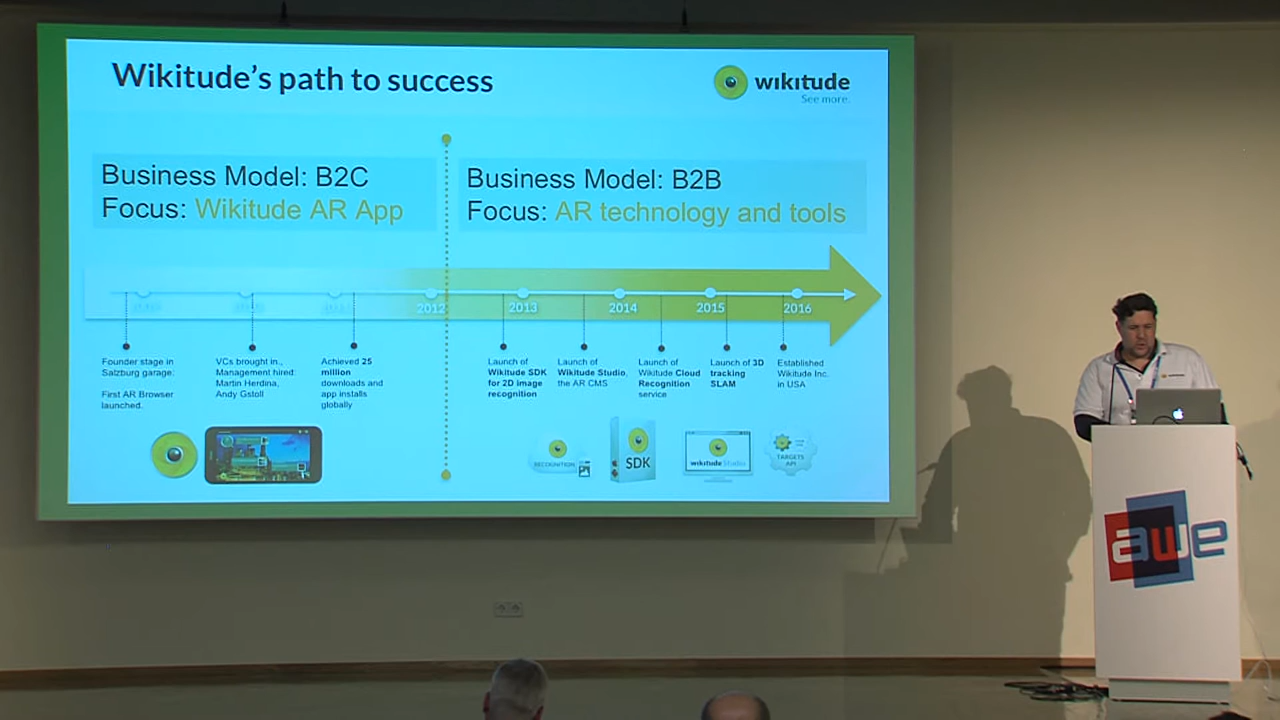 Wikitude's path to success
wikitude
See more.
Business Model: B2C
Focus: Wikitude AR App
Business Model: B2B
Focus: AR technology and tools
2012
2013
2014
2015
2016
Founder stage in
Salzburg garage.
First AR Browser
launched.
VCs brought in.,
Management hired:
Martin Herdina,
Andy Gstoll
Achieved 25
million
downloads and
app installs
globally
Launch of
Wikitude SDK
for 2D image
recognition
Launch of
Wikitude Studio,
the AR CMS
Launch of
Wikitude Cloud
Recognition
service
Launch of 3D
tracking
SLAM
Established
Wikitude Inc.
in USA
RECOGNITION
SDK
wikitude Studio
TARGETS
API
awe